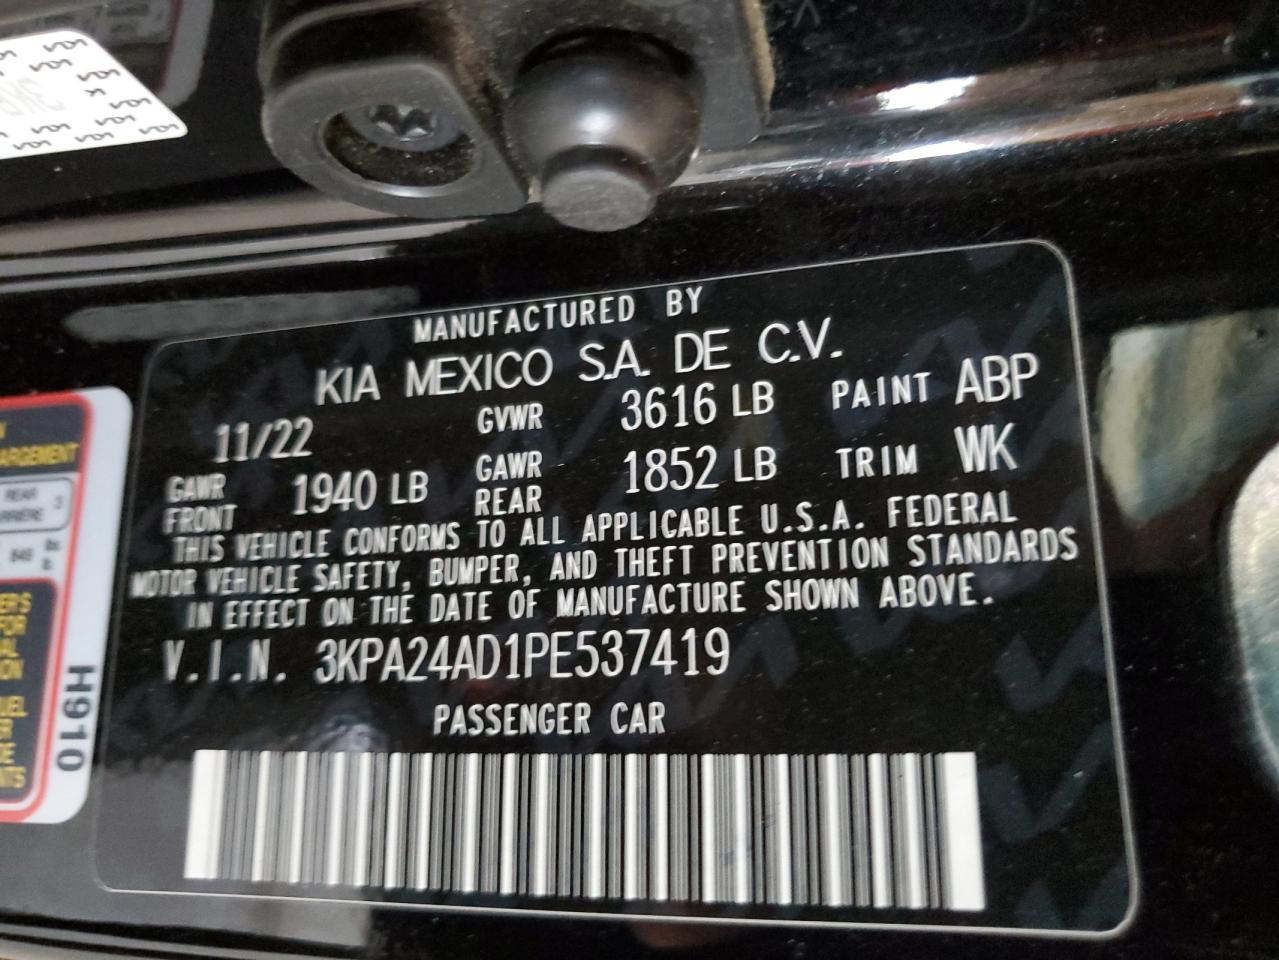 MANUFACTURED BY
KIA MEXICO S.A. DE C.V.
11/22 GVWR 3616 LB PAINT ABP
GAWR FRONT 1940 LB GAWR REAR 1852 LB TRIM WK
THIS VEHICLE CONFORMS TO ALL APPLICABLE U.S.A. FEDERAL
MOTOR VEHICLE SAFETY, BUMPER, AND THEFT PREVENTION STANDARDS
IN EFFECT ON THE DATE OF MANUFACTURE SHOWN ABOVE.
V.I.N. 3KPA24AD1PE537419
PASSENGER CAR
REAR 3
H910